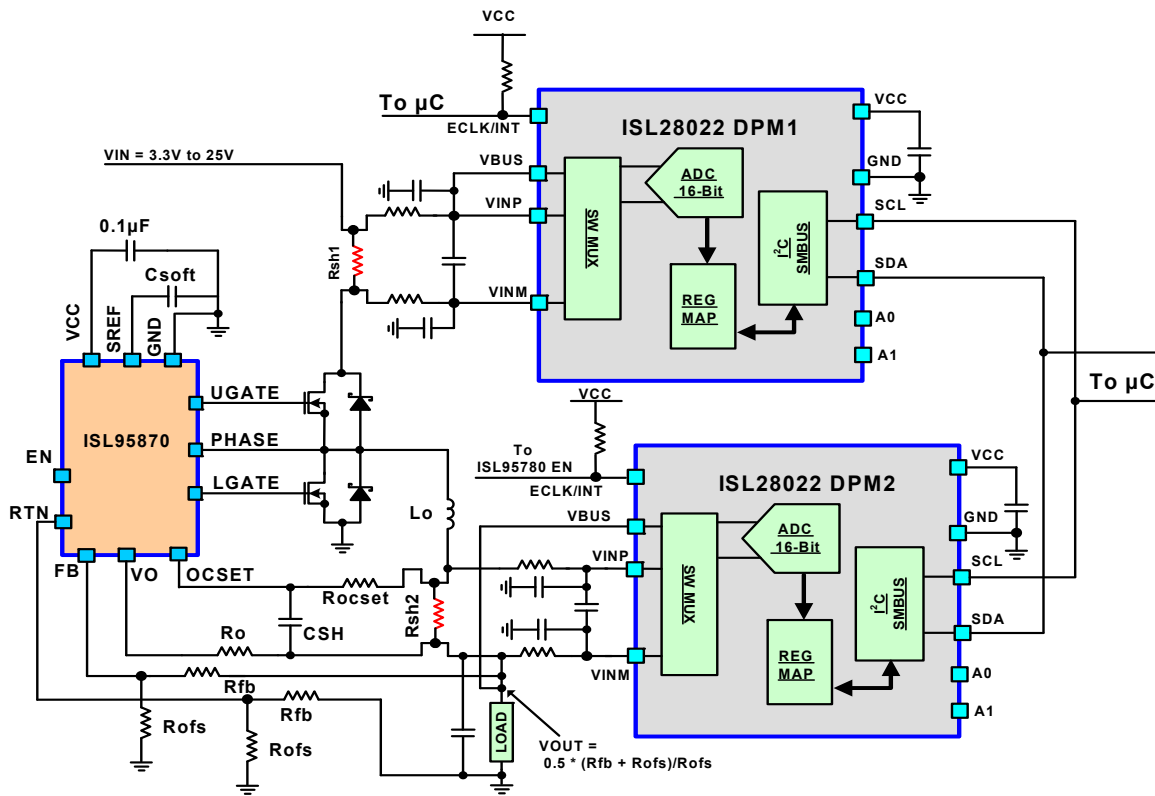 VCC
To µC
ECLK/INT
ISL28022 DPM1
VCC
GND
SCL
SDA
A0
A1
VIN = 3.3V to 25V
VBUS
VINP
VINM
SW MUX
ADC
16-Bit
REG
MAP
I²C
SMBUS
Rsh1
0.1µF
Csoft
VCC
SREF
GND
ISL95870
UGATE
PHASE
LGATE
EN
RTN
FB
VO
OCSET
To µC
VCC
To
ISL95780 EN
ECLK/INT
ISL28022 DPM2
VCC
GND
SCL
SDA
A0
A1
VBUS
VINP
VINM
SW MUX
ADC
16-Bit
REG
MAP
I²C
SMBUS
Lo
Rocset
Rsh2
CSH
Ro
Rfb
Rfb
Rofs
Rofs
LOAD
VOUT =
0.5 * (Rfb + Rofs)/Rofs